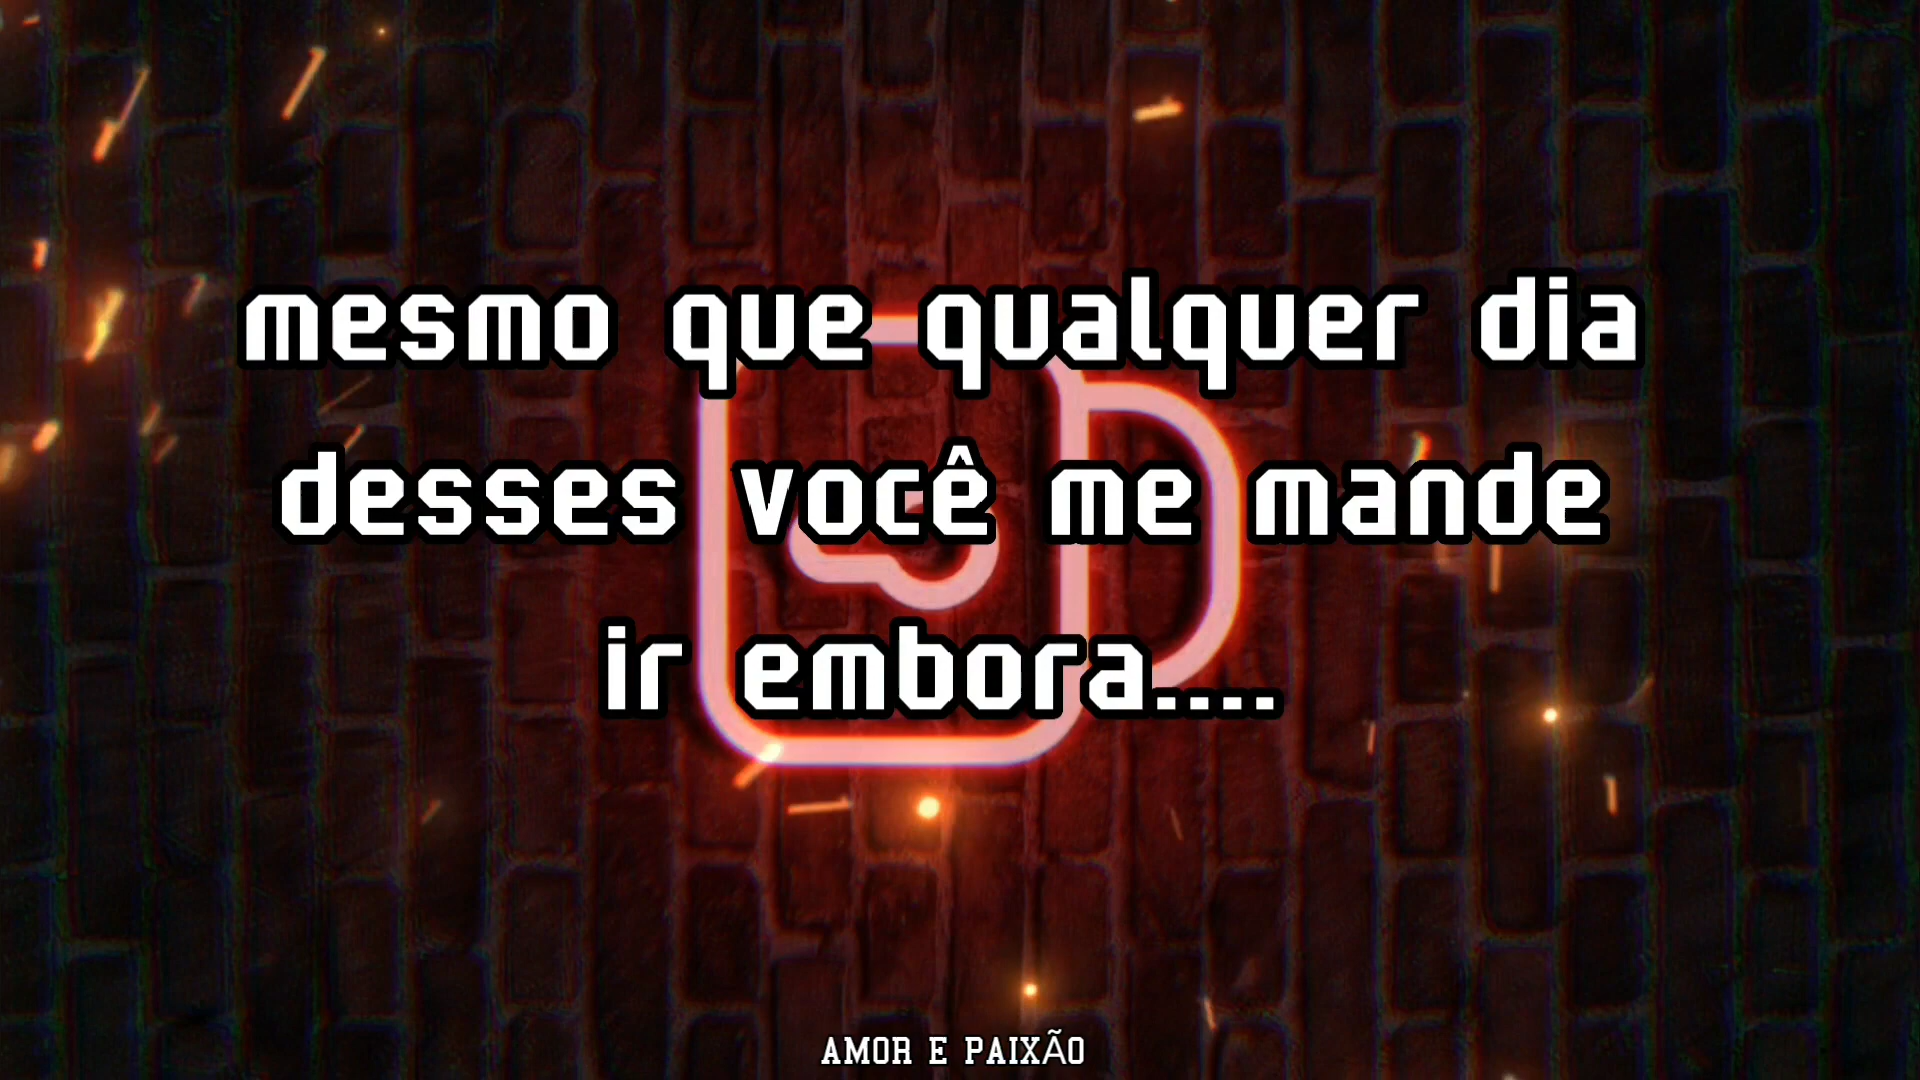 mesmo que qualquer dia
desses você me mande
ir embora....
AMOR E PAIXÃO